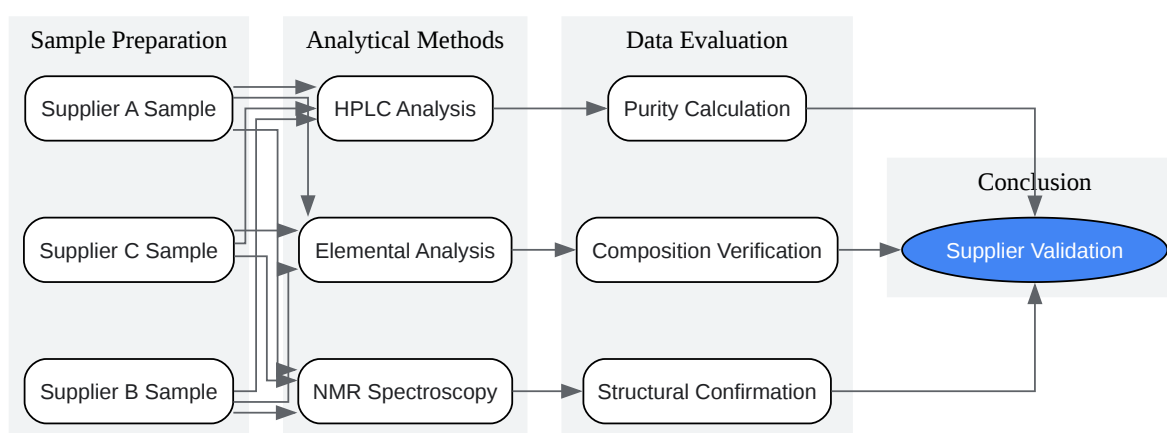 Sample Preparation
Analytical Methods
Data Evaluation
Supplier A Sample
HPLC Analysis
Purity Calculation
Conclusion
Supplier C Sample
Elemental Analysis
Composition Verification
Supplier Validation
Supplier B Sample
NMR Spectroscopy
Structural Confirmation